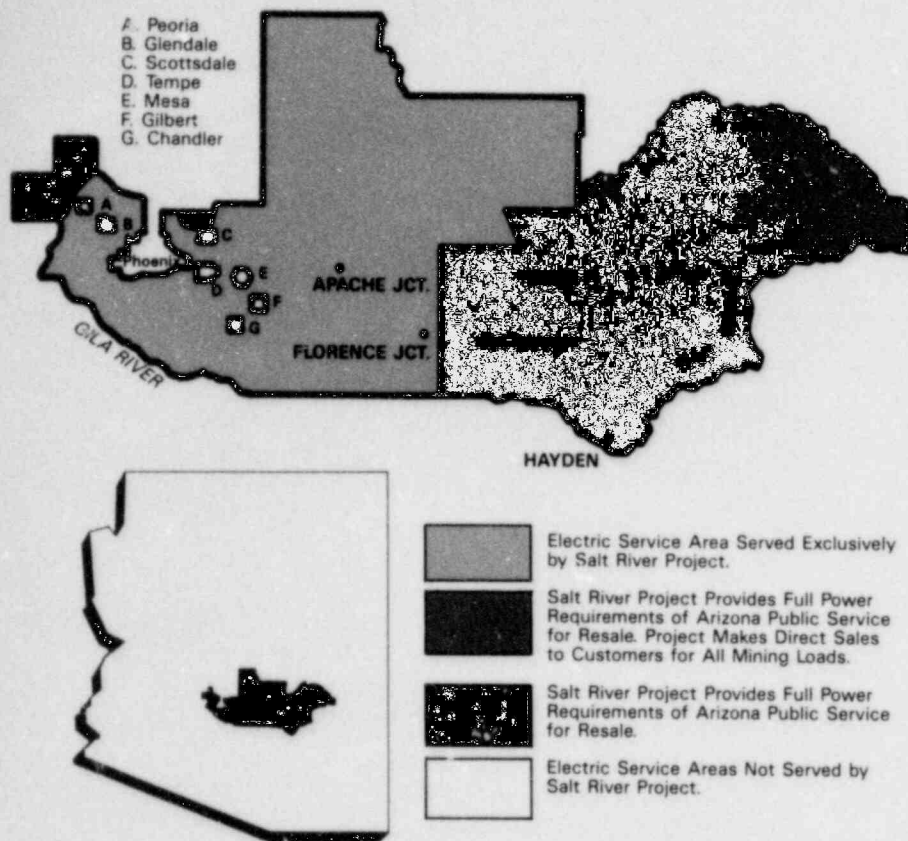 A. Peoria
B. Glendale
C. Scottsdale
D. Tempe
E. Mesa
F. Gilbert
G. Chandler
A
B
Phoenix
C
D
E
F
G
APACHE JCT.
FLORENCE JCT.
GILA RIVER
HAYDEN
Electric Service Area Served Exclusively
by Salt River Project.
Salt River Project Provides Full Power
Requirements of Arizona Public Service
for Resale. Project Makes Direct Sales
to Customers for All Mining Loads.
Salt River Project Provides Full Power
Requirements of Arizona Public Service
for Resale.
Electric Service Areas Not Served by
Salt River Project.